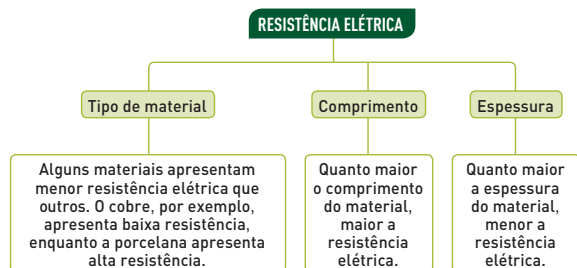 RESISTÊNCIA ELÉTRICA
Tipo de material
Alguns materiais apresentam
menor resistência elétrica que
outros. O cobre, por exemplo,
apresenta baixa resistência,
enquanto a porcelana apresenta
alta resistência.
Comprimento
Quanto maior
o comprimento
do material,
maior a
resistência
elétrica.
Espessura
Quanto maior
a espessura
do material,
menor a
resistência
elétrica.